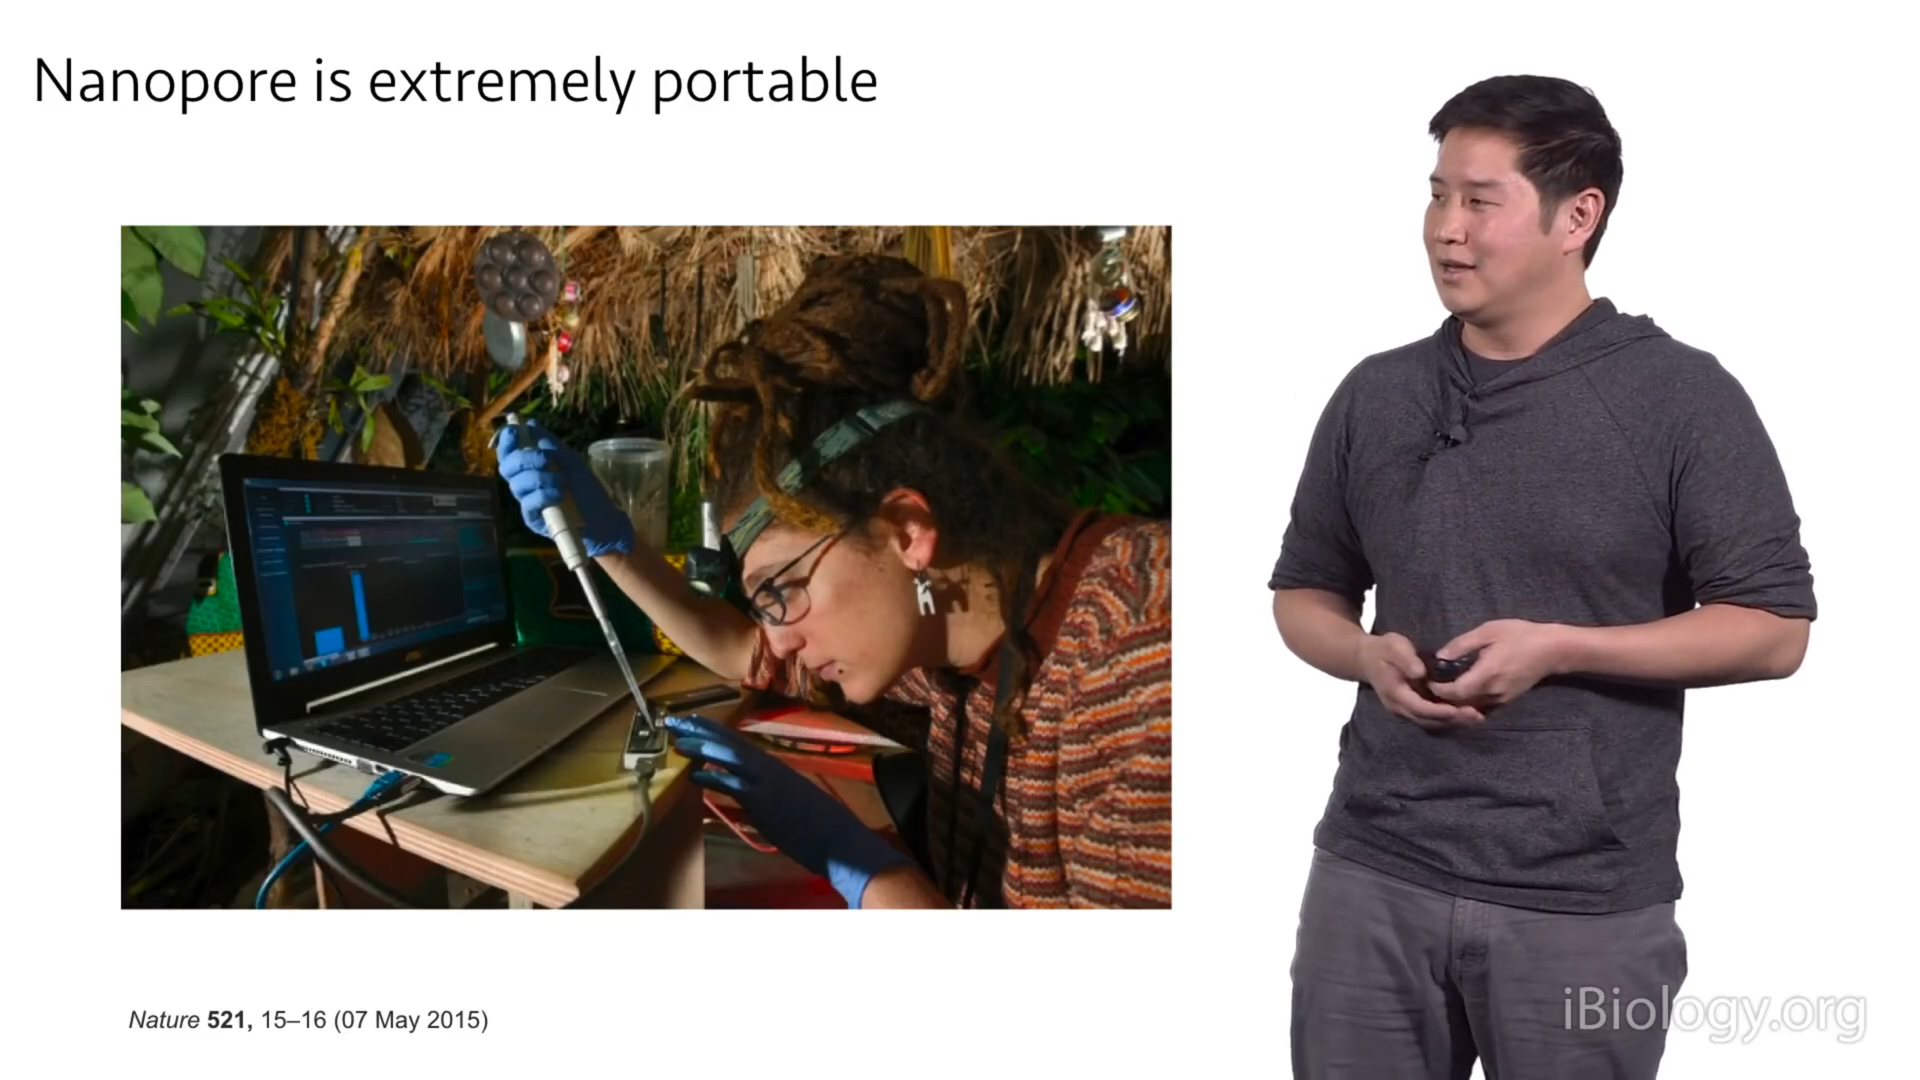 Nanopore is extremely portable
Nature 521, 15–16 (07 May 2015)
iBiology.org